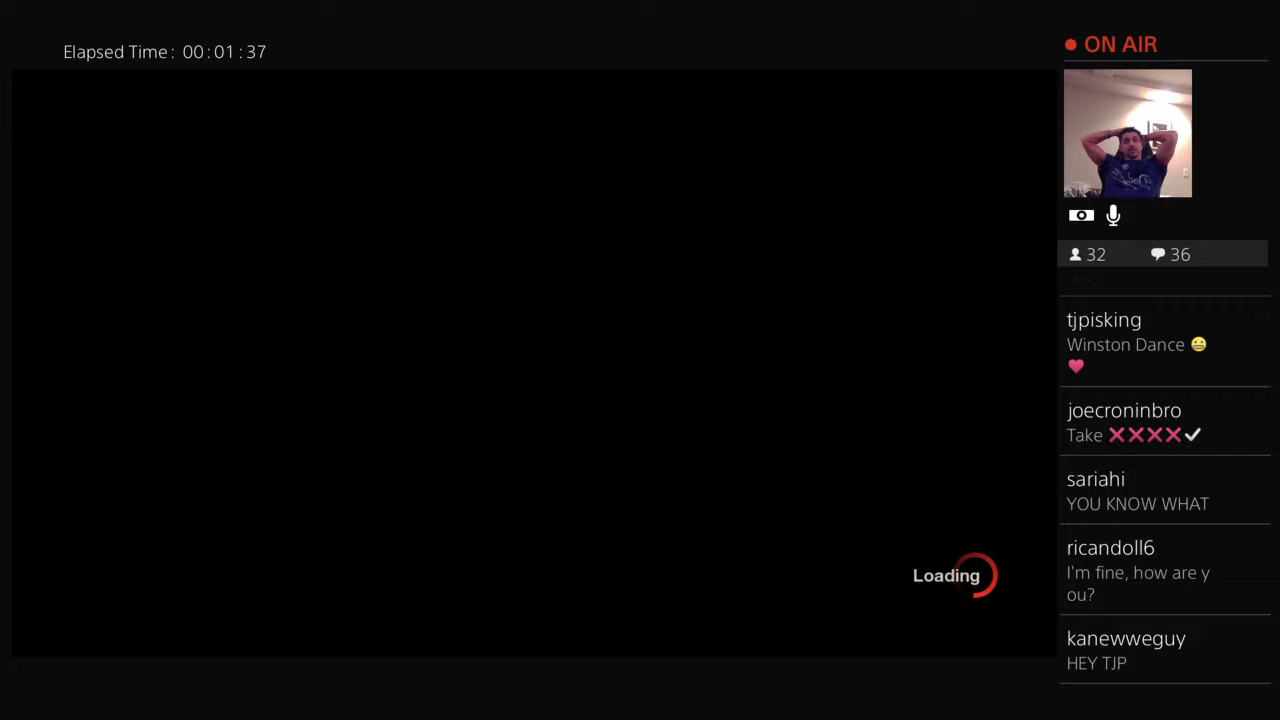 Elapsed Time: 00:01:37
ON AIR
32 36
tjpisking
Winston Dance 😬
♥
joecroninbro
Take ❌❌❌❌✔
sariahi
YOU KNOW WHAT
ricandoll6
I'm fine, how are y
ou?
kanewweguy
HEY TJP
Loading